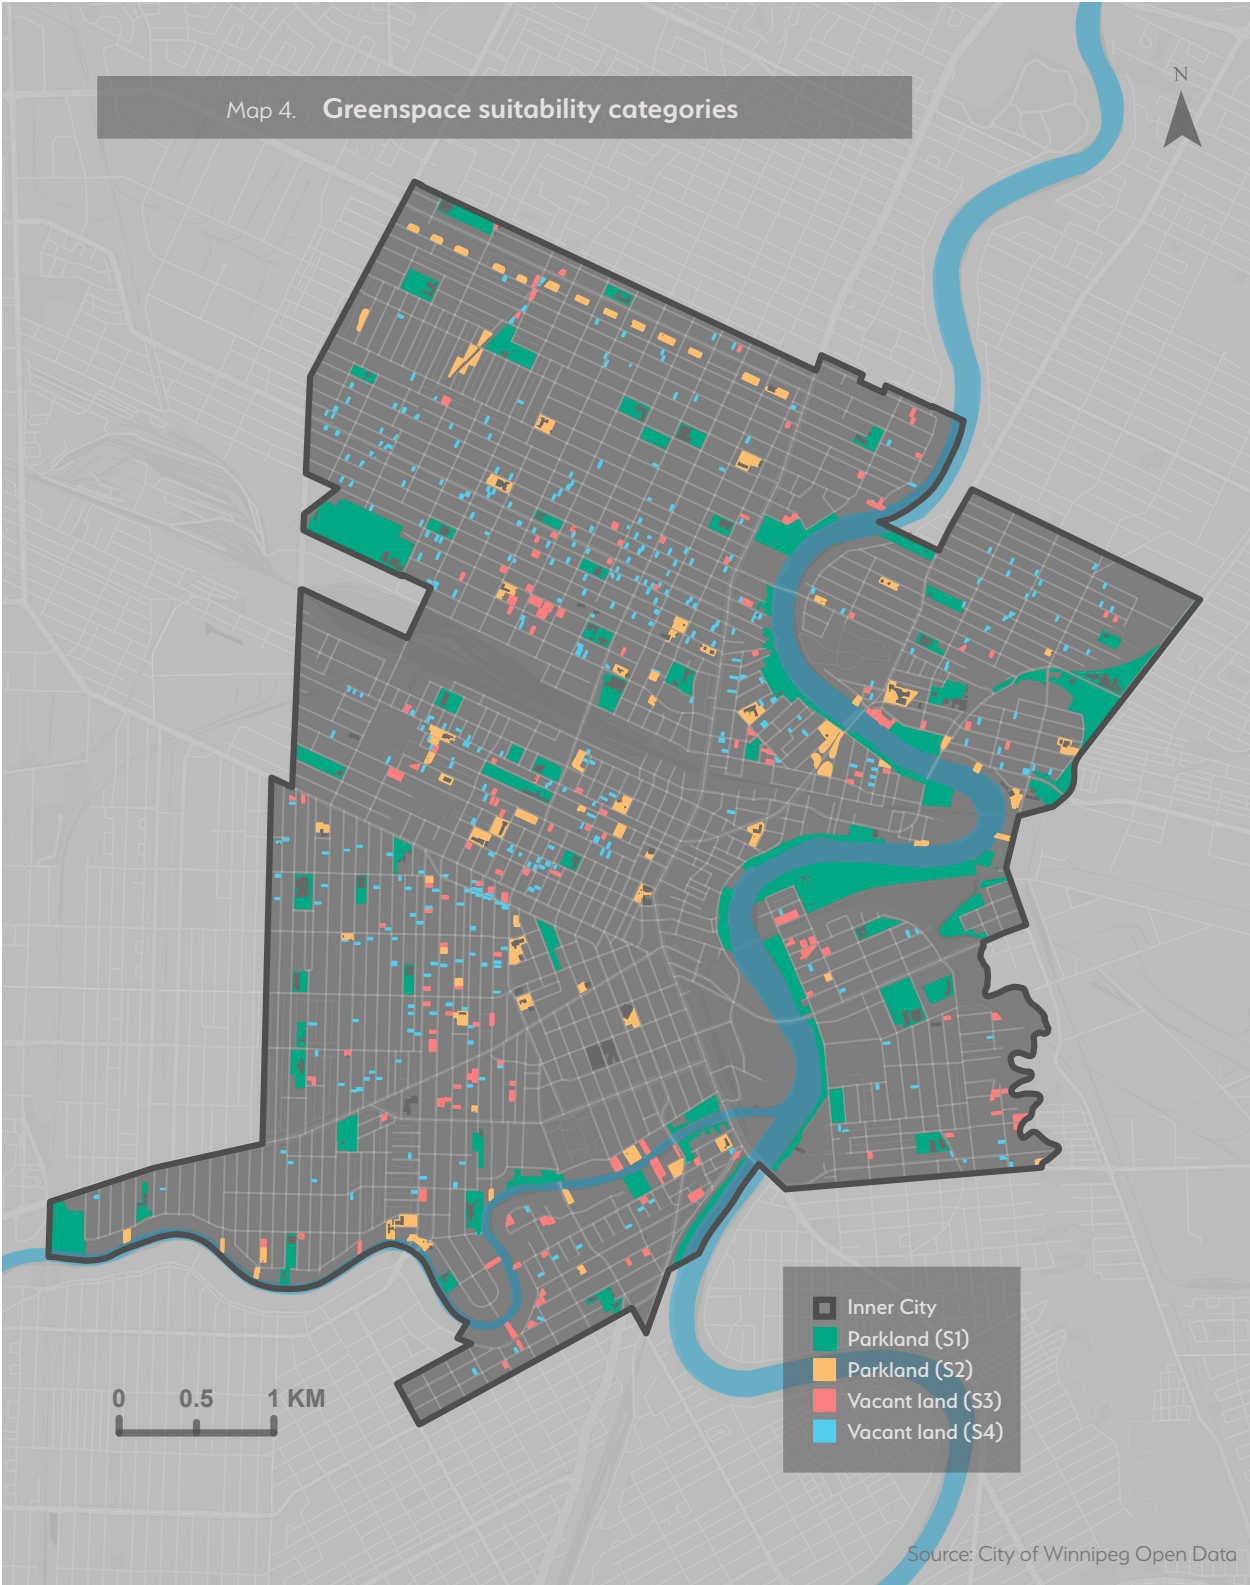 N
Map 4. Greenspace suitability categories
Inner City
Parkland (S1)
Parkland (S2)
Vacant land (S3)
Vacant land (S4)
0 0.5 1 KM
Source: City of Winnipeg Open Data